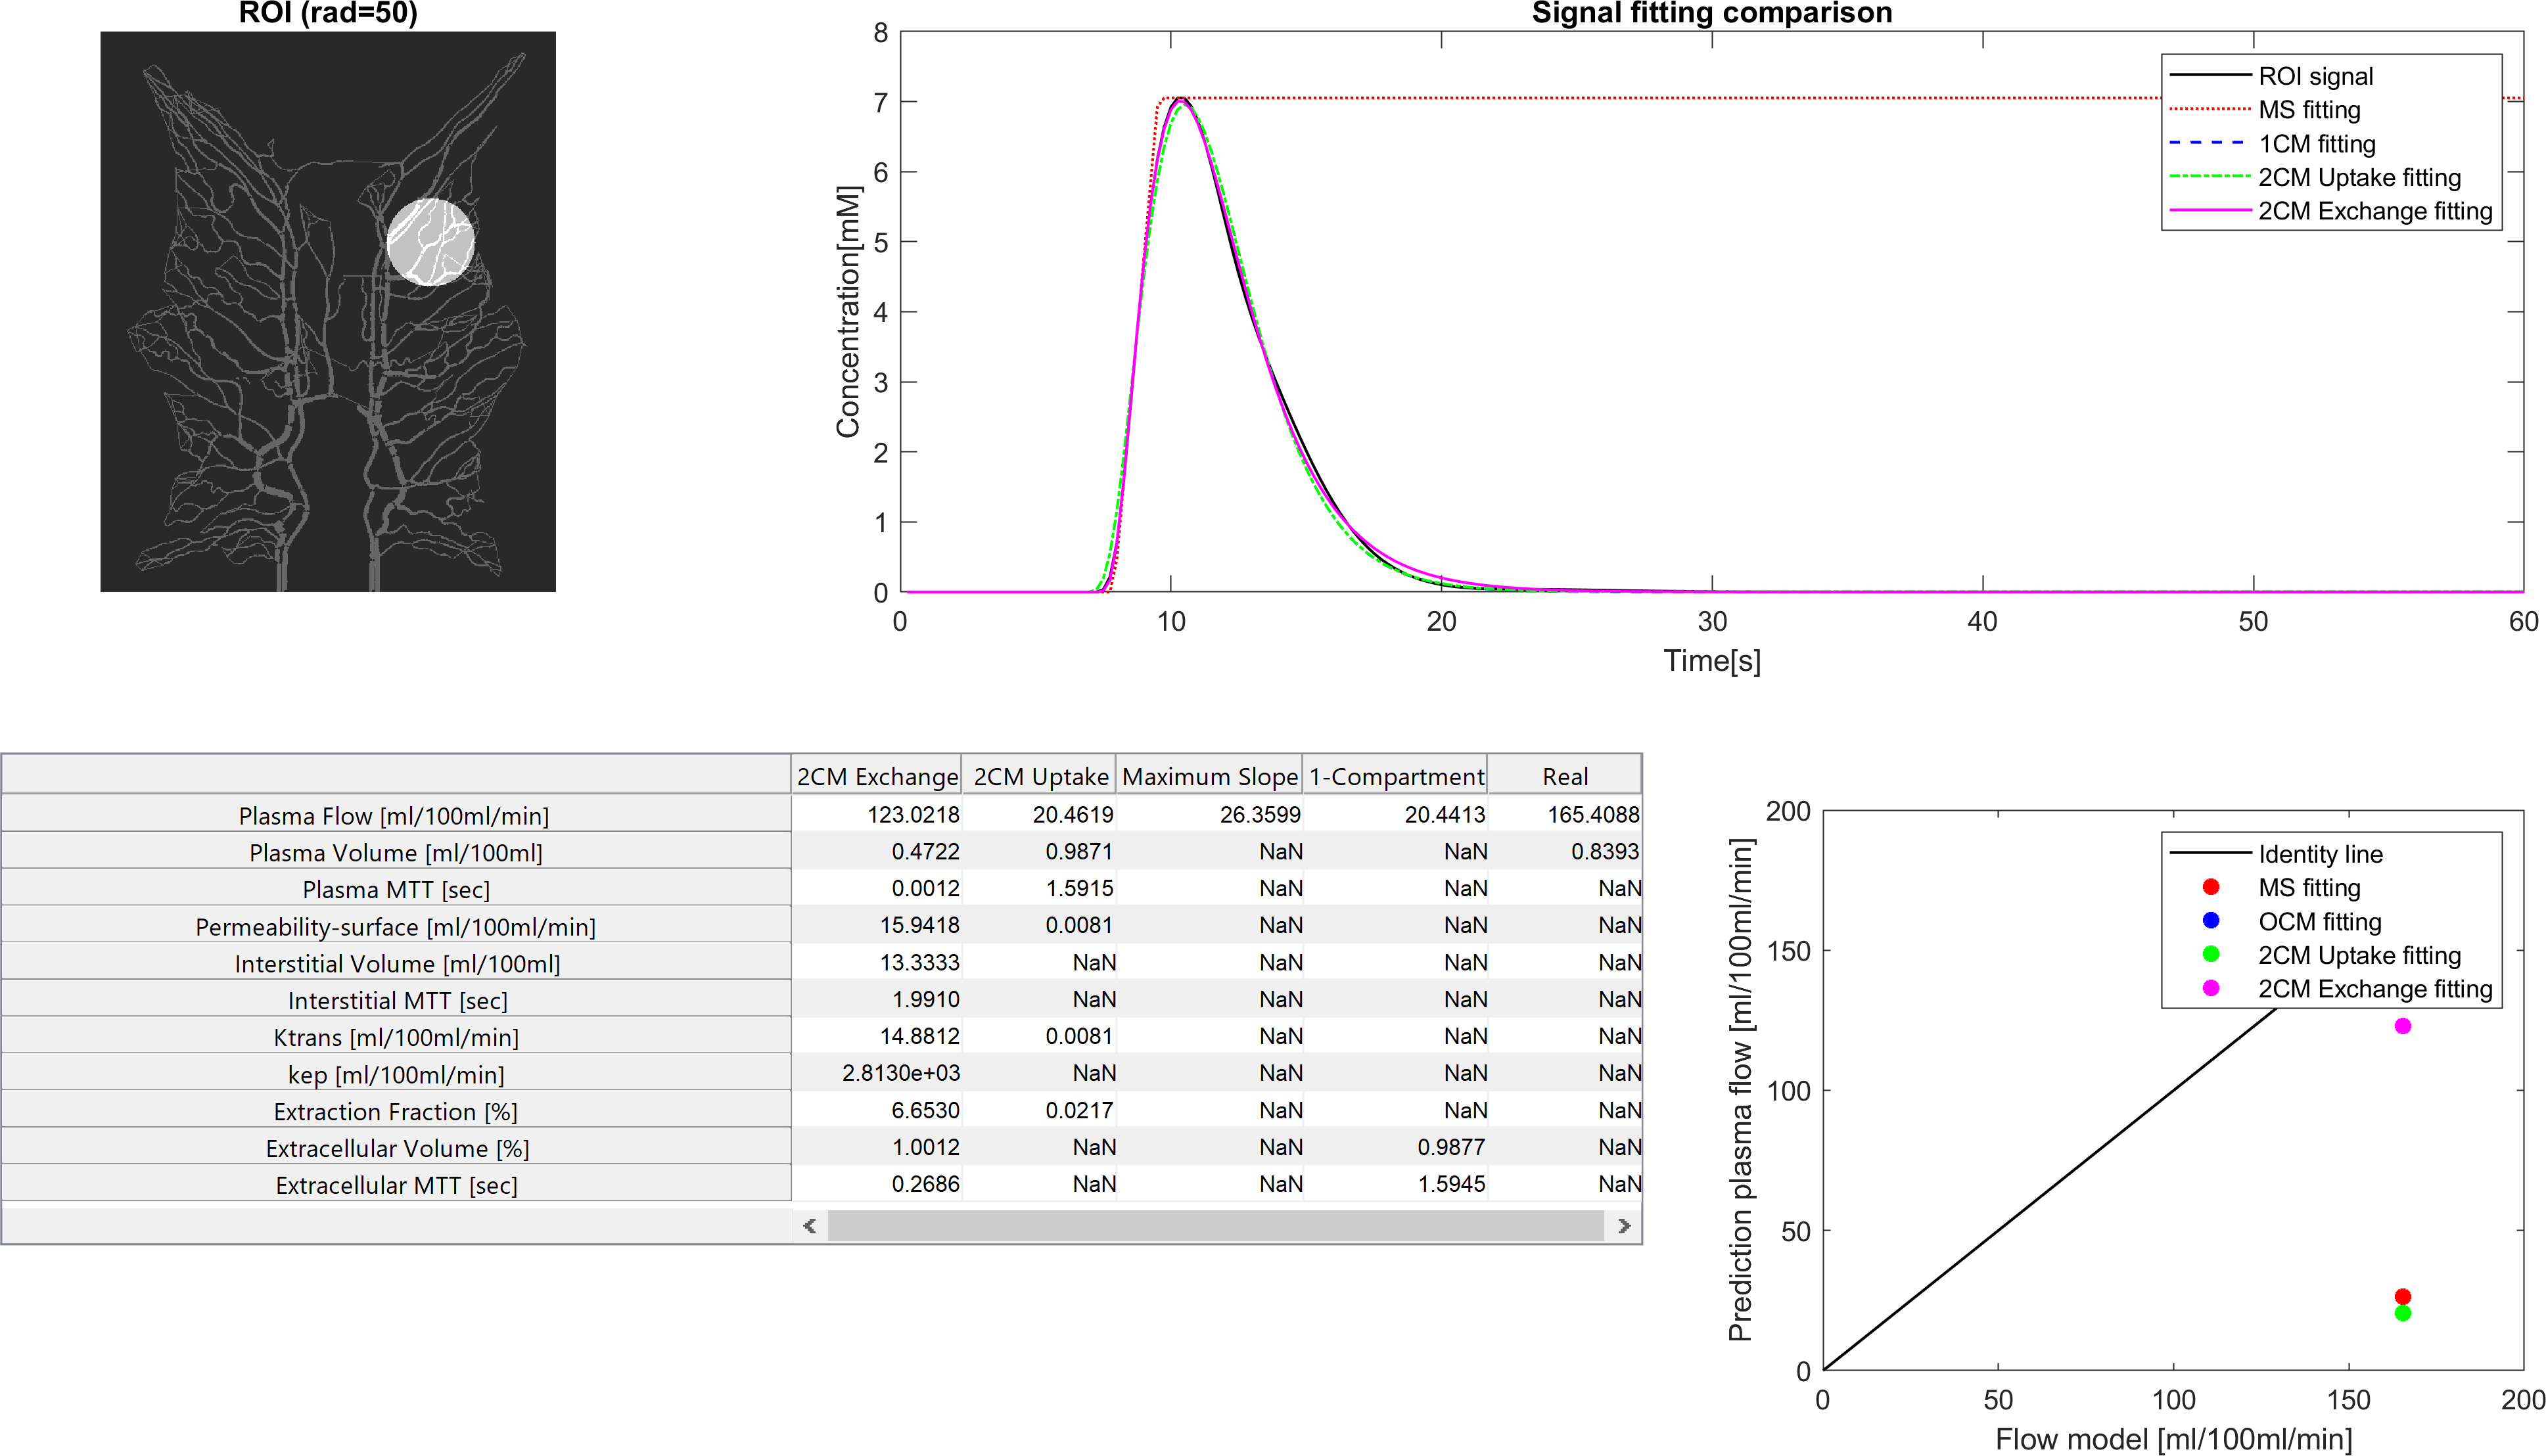 ROI (rad=50)
Signal fitting comparison
8
7
6
5
4
3
2
1
0
Concentration[mM]
0 10 20 30 40 50 60
Time[s]
ROI signal
MS fitting
1CM fitting
2CM Uptake fitting
2CM Exchange fitting
2CM Exchange 2CM Uptake Maximum Slope 1-Compartment Real
Plasma Flow [ml/100ml/min] 123.0218 20.4619 26.3599 20.4413 165.4088
Plasma Volume [ml/100ml] 0.4722 0.9871 NaN NaN 0.8393
Plasma MTT [sec] 0.0012 1.5915 NaN NaN NaN
Permeability-surface [ml/100ml/min] 15.9418 0.0081 NaN NaN NaN
Interstitial Volume [ml/100ml] 13.3333 NaN NaN NaN NaN
Interstitial MTT [sec] 1.9910 NaN NaN NaN NaN
Ktrans [ml/100ml/min] 14.8812 0.0081 NaN NaN NaN
kep [ml/100ml/min] 2.8130e+03 NaN NaN NaN NaN
Extraction Fraction [%] 6.6530 0.0217 NaN NaN NaN
Extracellular Volume [%] 1.0012 NaN NaN 0.9877 NaN
Extracellular MTT [sec] 0.2686 NaN NaN 1.5945 NaN
200
150
100
50
0
Prediction plasma flow [ml/100ml/min]
0 50 100 150 200
Flow model [ml/100ml/min]
Identity line
MS fitting
OCM fitting
2CM Uptake fitting
2CM Exchange fitting